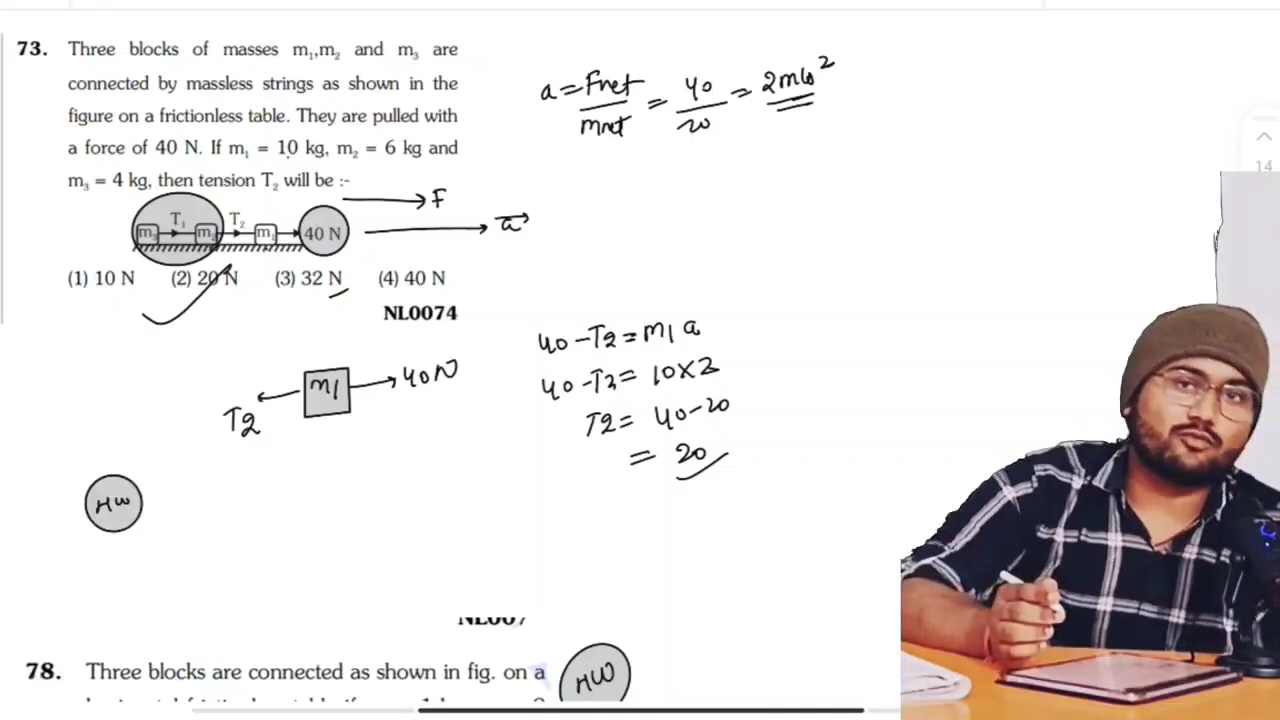 73. Three blocks of masses m₁,m₂ and m₃ are
connected by massless strings as shown in the
figure on a frictionless table. They are pulled with
a force of 40 N. If m₁ = 10 kg, m₂ = 6 kg and
m₃ = 4 kg, then tension T₂ will be :-
T₁ T₂
m₁ 40 N
F
a
(1) 10 N (2) 20 N (3) 32 N (4) 40 N
NL0074
a = Fnet/mnet = 40/20 = 2m/s²
T2 m1 40N
40 - T2 = m1 a
40 - T2 = 10 x 2
T2 = 40 - 20
= 20
HW
78. Three blocks are connected as shown in fig. on a
HW
14